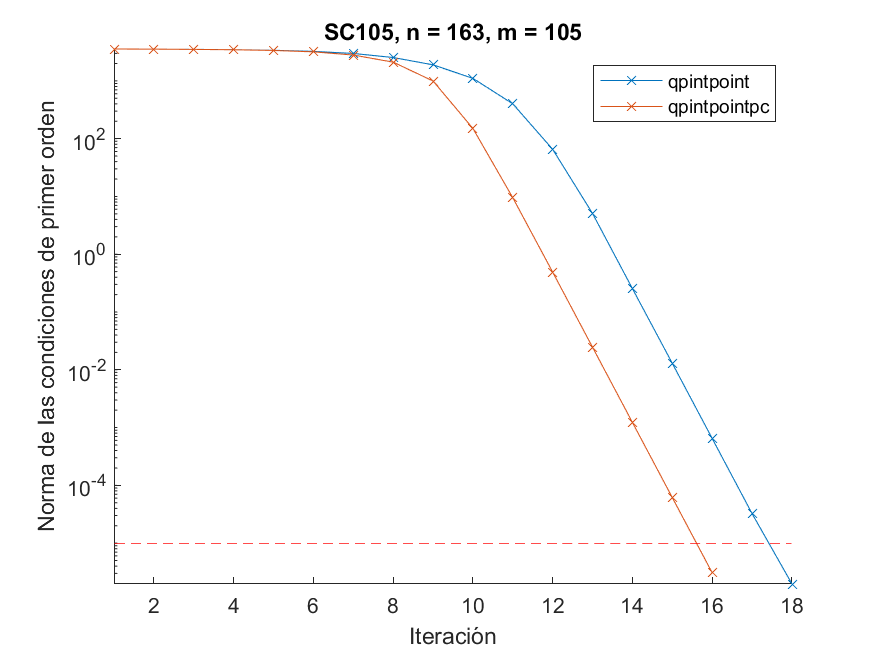 SC105, n = 163, m = 105
qpintpoint
qpintpointpc
Norma de las condiciones de primer orden
10^2
10^0
10^-2
10^-4
2 4 6 8 10 12 14 16 18
Iteración